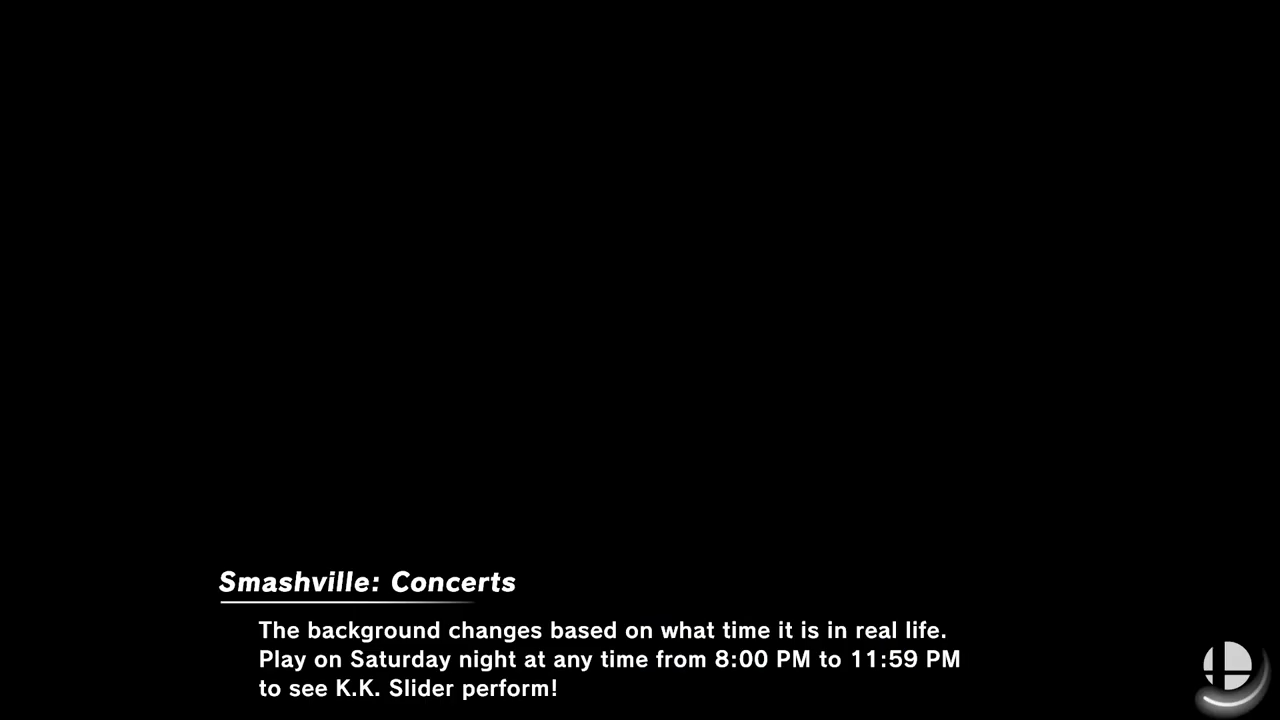 Smashville: Concerts
The background changes based on what time it is in real life.
Play on Saturday night at any time from 8:00 PM to 11:59 PM
to see K.K. Slider perform!